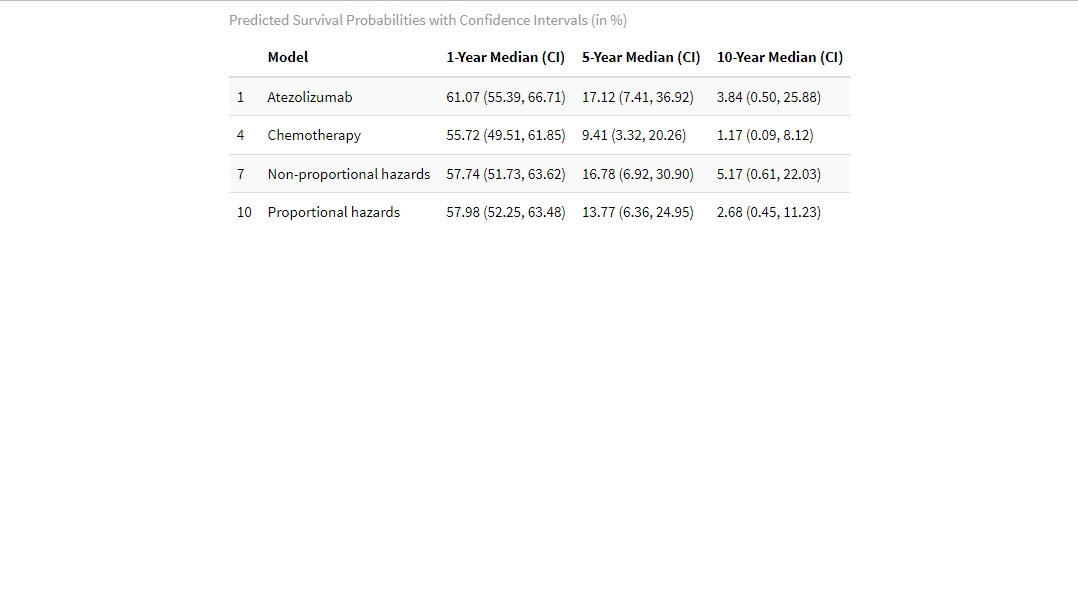 Predicted Survival Probabilities with Confidence Intervals (in %)
Model 1-Year Median (CI) 5-Year Median (CI) 10-Year Median (CI)
1 Atezolizumab 61.07 (55.39, 66.71) 17.12 (7.41, 36.92) 3.84 (0.50, 25.88)
4 Chemotherapy 55.72 (49.51, 61.85) 9.41 (3.32, 20.26) 1.17 (0.09, 8.12)
7 Non-proportional hazards 57.74 (51.73, 63.62) 16.78 (6.92, 30.90) 5.17 (0.61, 22.03)
10 Proportional hazards 57.98 (52.25, 63.48) 13.77 (6.36, 24.95) 2.68 (0.45, 11.23)